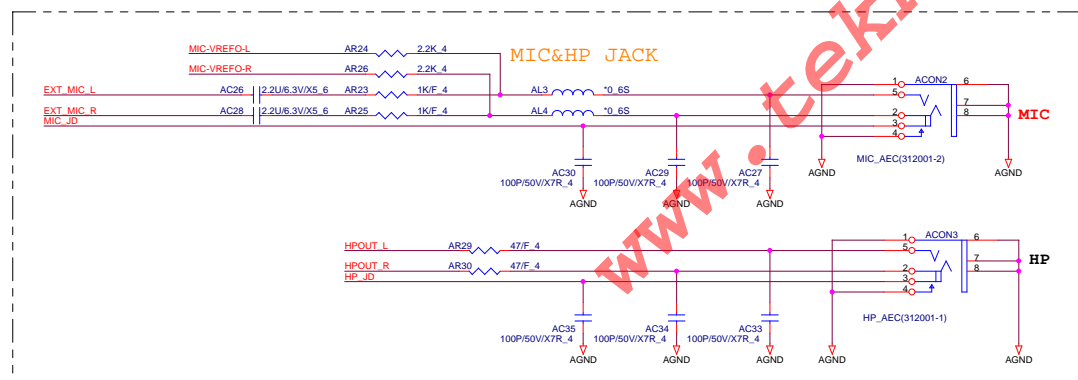 MIC&HP JACK
MIC-VREFO-L AR24 2.2K_4
MIC-VREFO-R AR26 2.2K_4
EXT_MIC_L AC26 2.2U/6.3V/X5_6 AR23 1K/F_4 AL3 *0_6S
EXT_MIC_R AC28 2.2U/6.3V/X5_6 AR25 1K/F_4 AL4 *0_6S
MIC_JD
1 ACON2 6
5
7
2 8 MIC
3
4
MIC_AEC(312001-2)
AC30 AC29 AC27
100P/50V/X7R_4 100P/50V/X7R_4 100P/50V/X7R_4
AGND AGND
AGND AGND AGND
HPOUT_L AR29 47/F_4
HPOUT_R AR30 47/F_4
HP_JD
1 ACON3 6
5
7 HP
2 8
3
4
HP_AEC(312001-1)
AC35 AC34 AC33
100P/50V/X7R_4 100P/50V/X7R_4 100P/50V/X7R_4
AGND AGND AGND AGND AGND